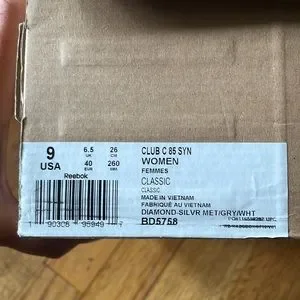 9
USA
6.5
UK
26
CM
40
EUR
260
MM
Reebok
CLUB C 85 SYN
WOMEN
FEMMES
CLASSIC
CLASSIC
MADE IN VIETNAM
FABRIQUÉ AU VIETNAM
DIAMOND-SILVR MET/GRY/WHT
BD5758